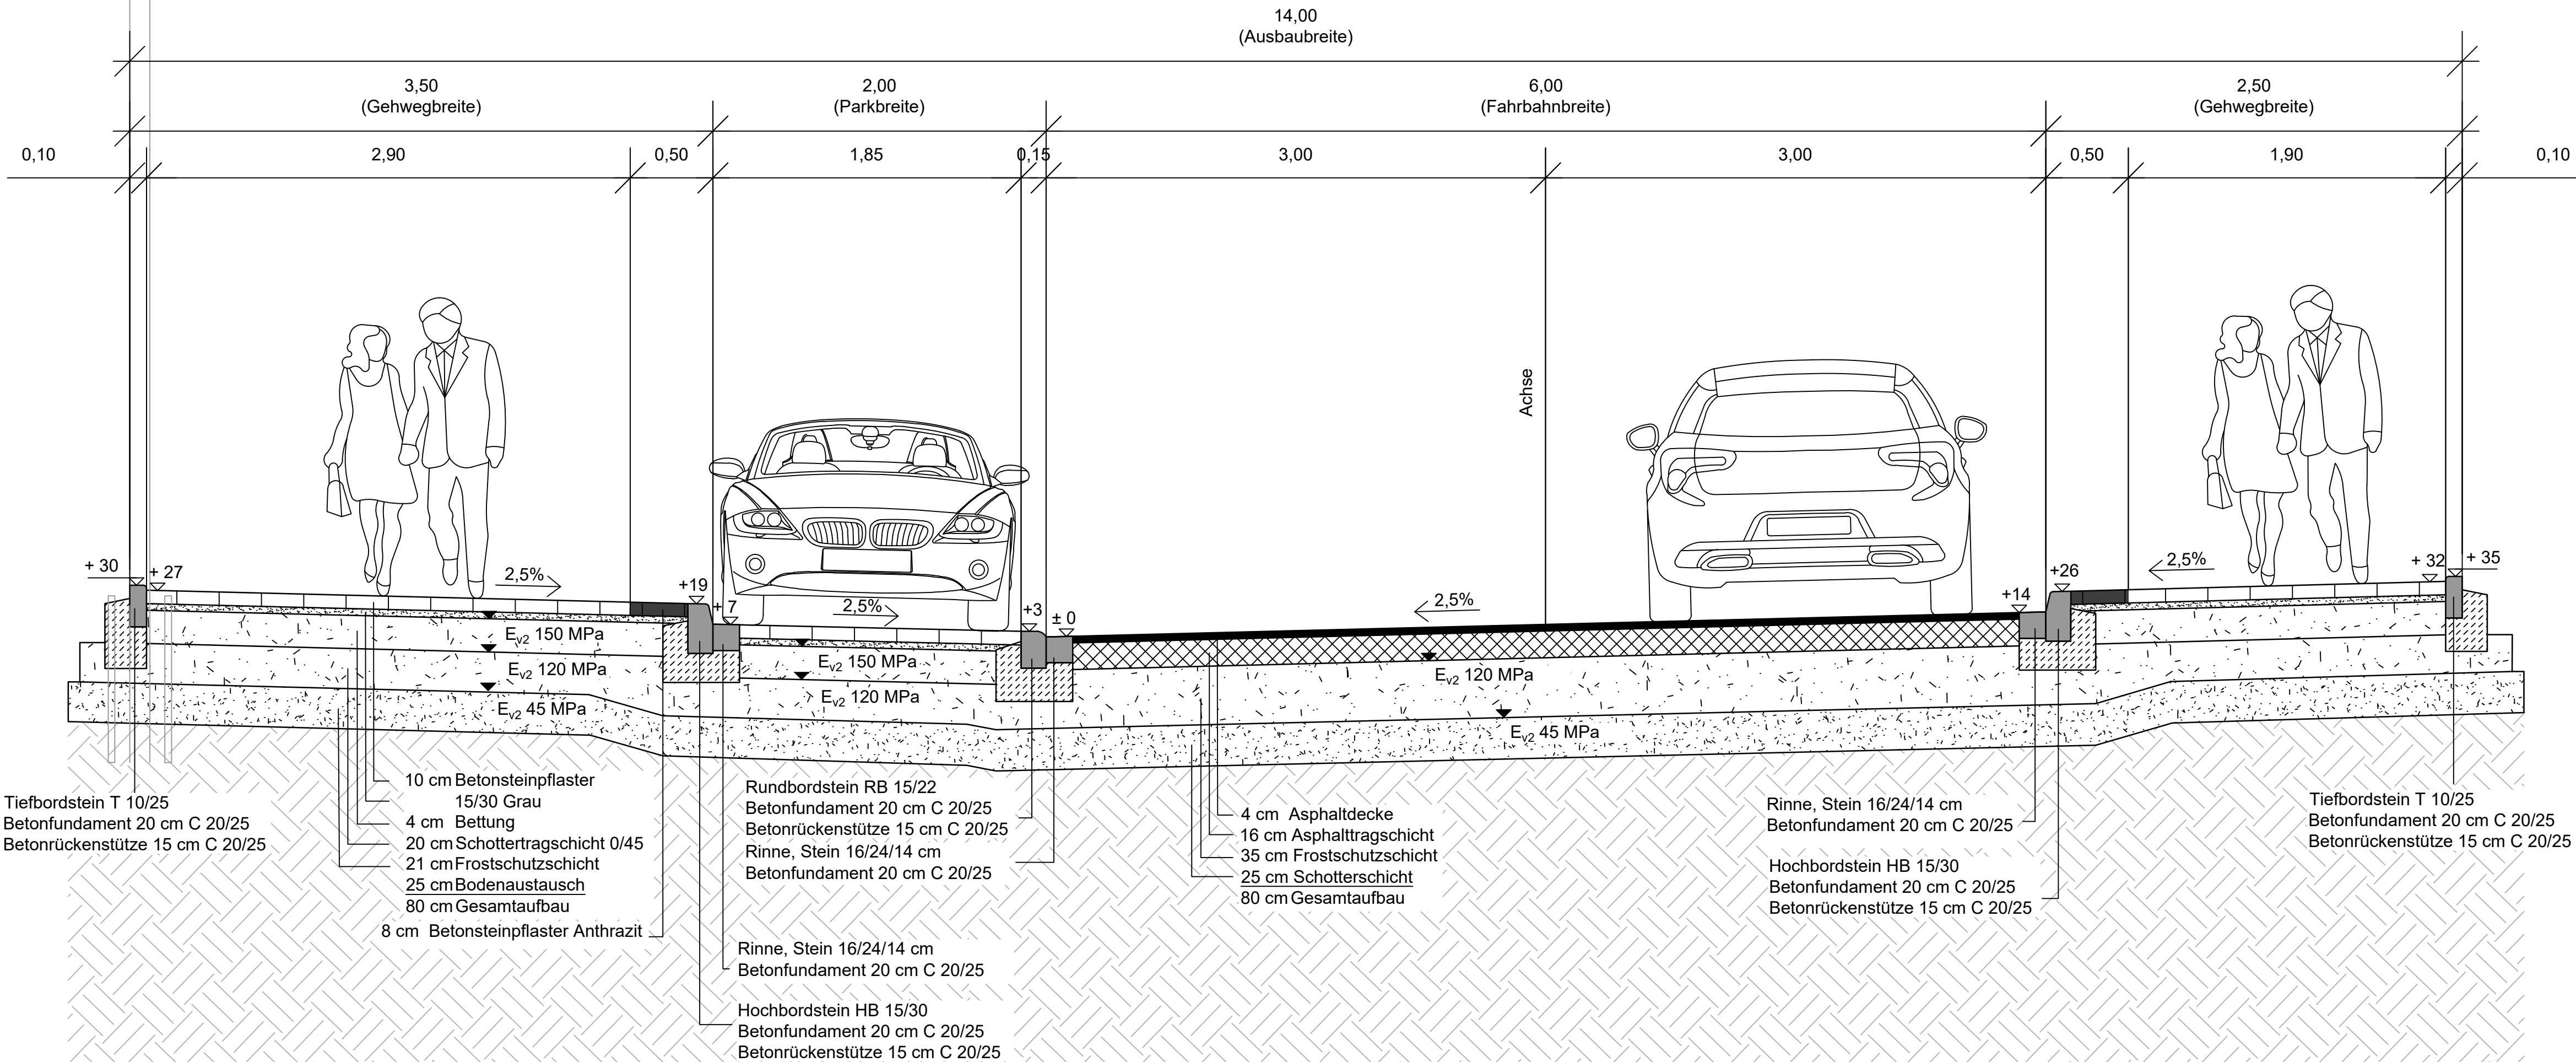 14,00
(Ausbaubreite)
3,50
(Gehwegbreite)
2,00
(Parkbreite)
6,00
(Fahrbahnbreite)
2,50
(Gehwegbreite)
0,10
2,90
0,50
1,85
0,15
3,00
3,00
0,50
1,90
0,10
Achse
+ 30
+ 27
2,5%
+19
+ 7
2,5%
+3
± 0
2,5%
+14
+26
2,5%
+ 32
+ 35
Ev2 150 MPa
Ev2 120 MPa
Ev2 45 MPa
Ev2 150 MPa
Ev2 120 MPa
Ev2 120 MPa
Ev2 45 MPa
Tiefbordstein T 10/25
Betonfundament 20 cm C 20/25
Betonrückenstütze 15 cm C 20/25
10 cm Betonsteinpflaster
15/30 Grau
4 cm Bettung
20 cm Schottertragschicht 0/45
21 cm Frostschutzschicht
25 cm Bodenaustausch
80 cm Gesamtaufbau
8 cm Betonsteinpflaster Anthrazit
Rundbordstein RB 15/22
Betonfundament 20 cm C 20/25
Betonrückenstütze 15 cm C 20/25
Rinne, Stein 16/24/14 cm
Betonfundament 20 cm C 20/25
Rinne, Stein 16/24/14 cm
Betonfundament 20 cm C 20/25
Hochbordstein HB 15/30
Betonfundament 20 cm C 20/25
Betonrückenstütze 15 cm C 20/25
4 cm Asphaltdecke
16 cm Asphalttragschicht
35 cm Frostschutzschicht
25 cm Schotterschicht
80 cm Gesamtaufbau
Rinne, Stein 16/24/14 cm
Betonfundament 20 cm C 20/25
Hochbordstein HB 15/30
Betonfundament 20 cm C 20/25
Betonrückenstütze 15 cm C 20/25
Tiefbordstein T 10/25
Betonfundament 20 cm C 20/25
Betonrückenstütze 15 cm C 20/25